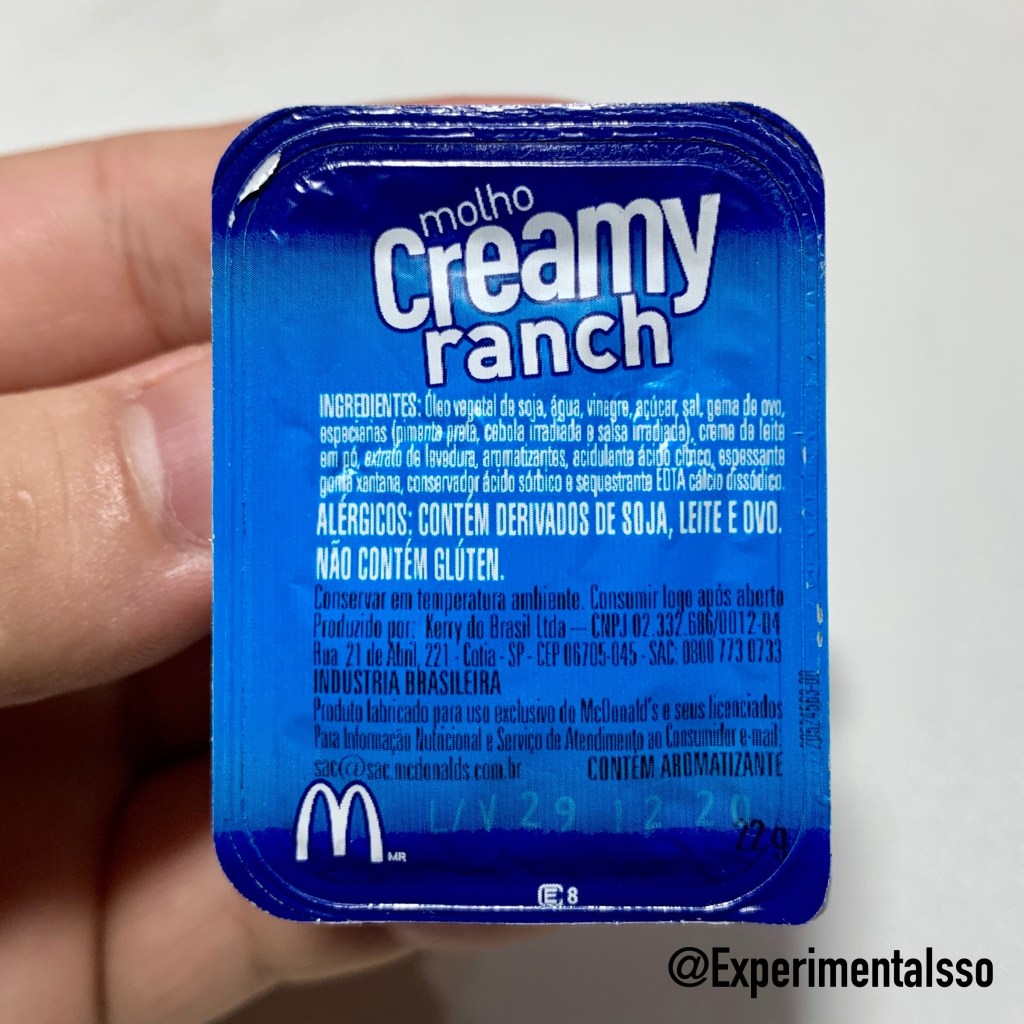 molho
Creamy
ranch
INGREDIENTES: Óleo vegetal de soja, água, vinagre, açúcar, sal, gema de ovo,
especiarias (pimenta preta, cebola irradiada e salsa irradiada), creme de leite
em pó, extrato de levedura, aromatizantes, acidulante ácido cítrico, espessante
goma xantana, conservador ácido sórbico e sequestrante EDTA cálcio dissódico.
ALÉRGICOS: CONTÉM DERIVADOS DE SOJA, LEITE E OVO.
NÃO CONTÉM GLÚTEN.
Conservar em temperatura ambiente. Consumir logo após aberto
Produzido por: Kerry do Brasil Ltda – CNPJ 02.332.686/0012-04
Rua 21 de Abril, 221 - Cotia - SP - CEP 06705-045 - SAC: 0800 773 0733
INDÚSTRIA BRASILEIRA
Produto fabricado para uso exclusivo do McDonald's e seus licenciados
Para Informação Nutricional e Serviço de Atendimento ao Consumidor e-mail:
sac@sac.mcdonalds.com.br CONTÉM AROMATIZANTE
L/V 29 12 20
22g
M MR
E 8
@ExperimentaIsso